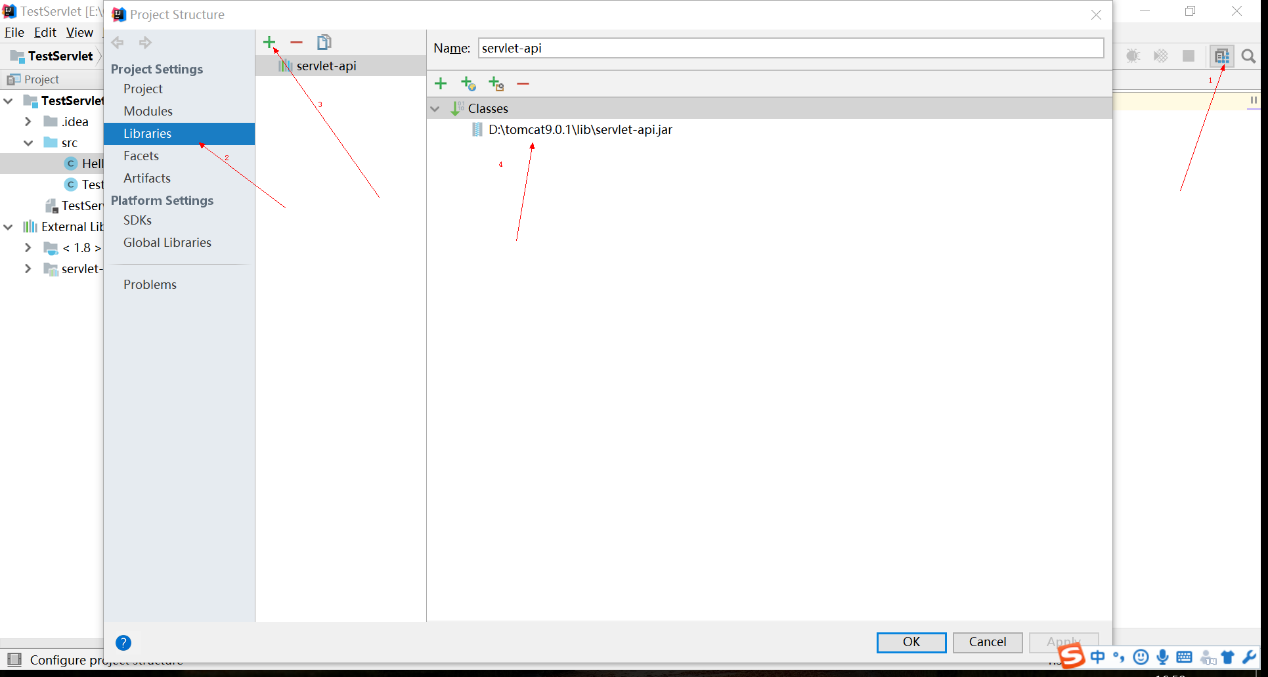 TestServlet [E:\
Project Structure
File Edit View
TestServlet
Project
TestServlet
.idea
src
Hell
Test
TestSer
External Lib
< 1.8 >
servlet-
Project Settings
Project
Modules
Libraries
Facets
Artifacts
Platform Settings
SDKs
Global Libraries
Problems
servlet-api
Name: servlet-api
Classes
D:\tomcat9.0.1\lib\servlet-api.jar
1
2
3
4
?
OK
Cancel
Apply
Configure project structure
S 中